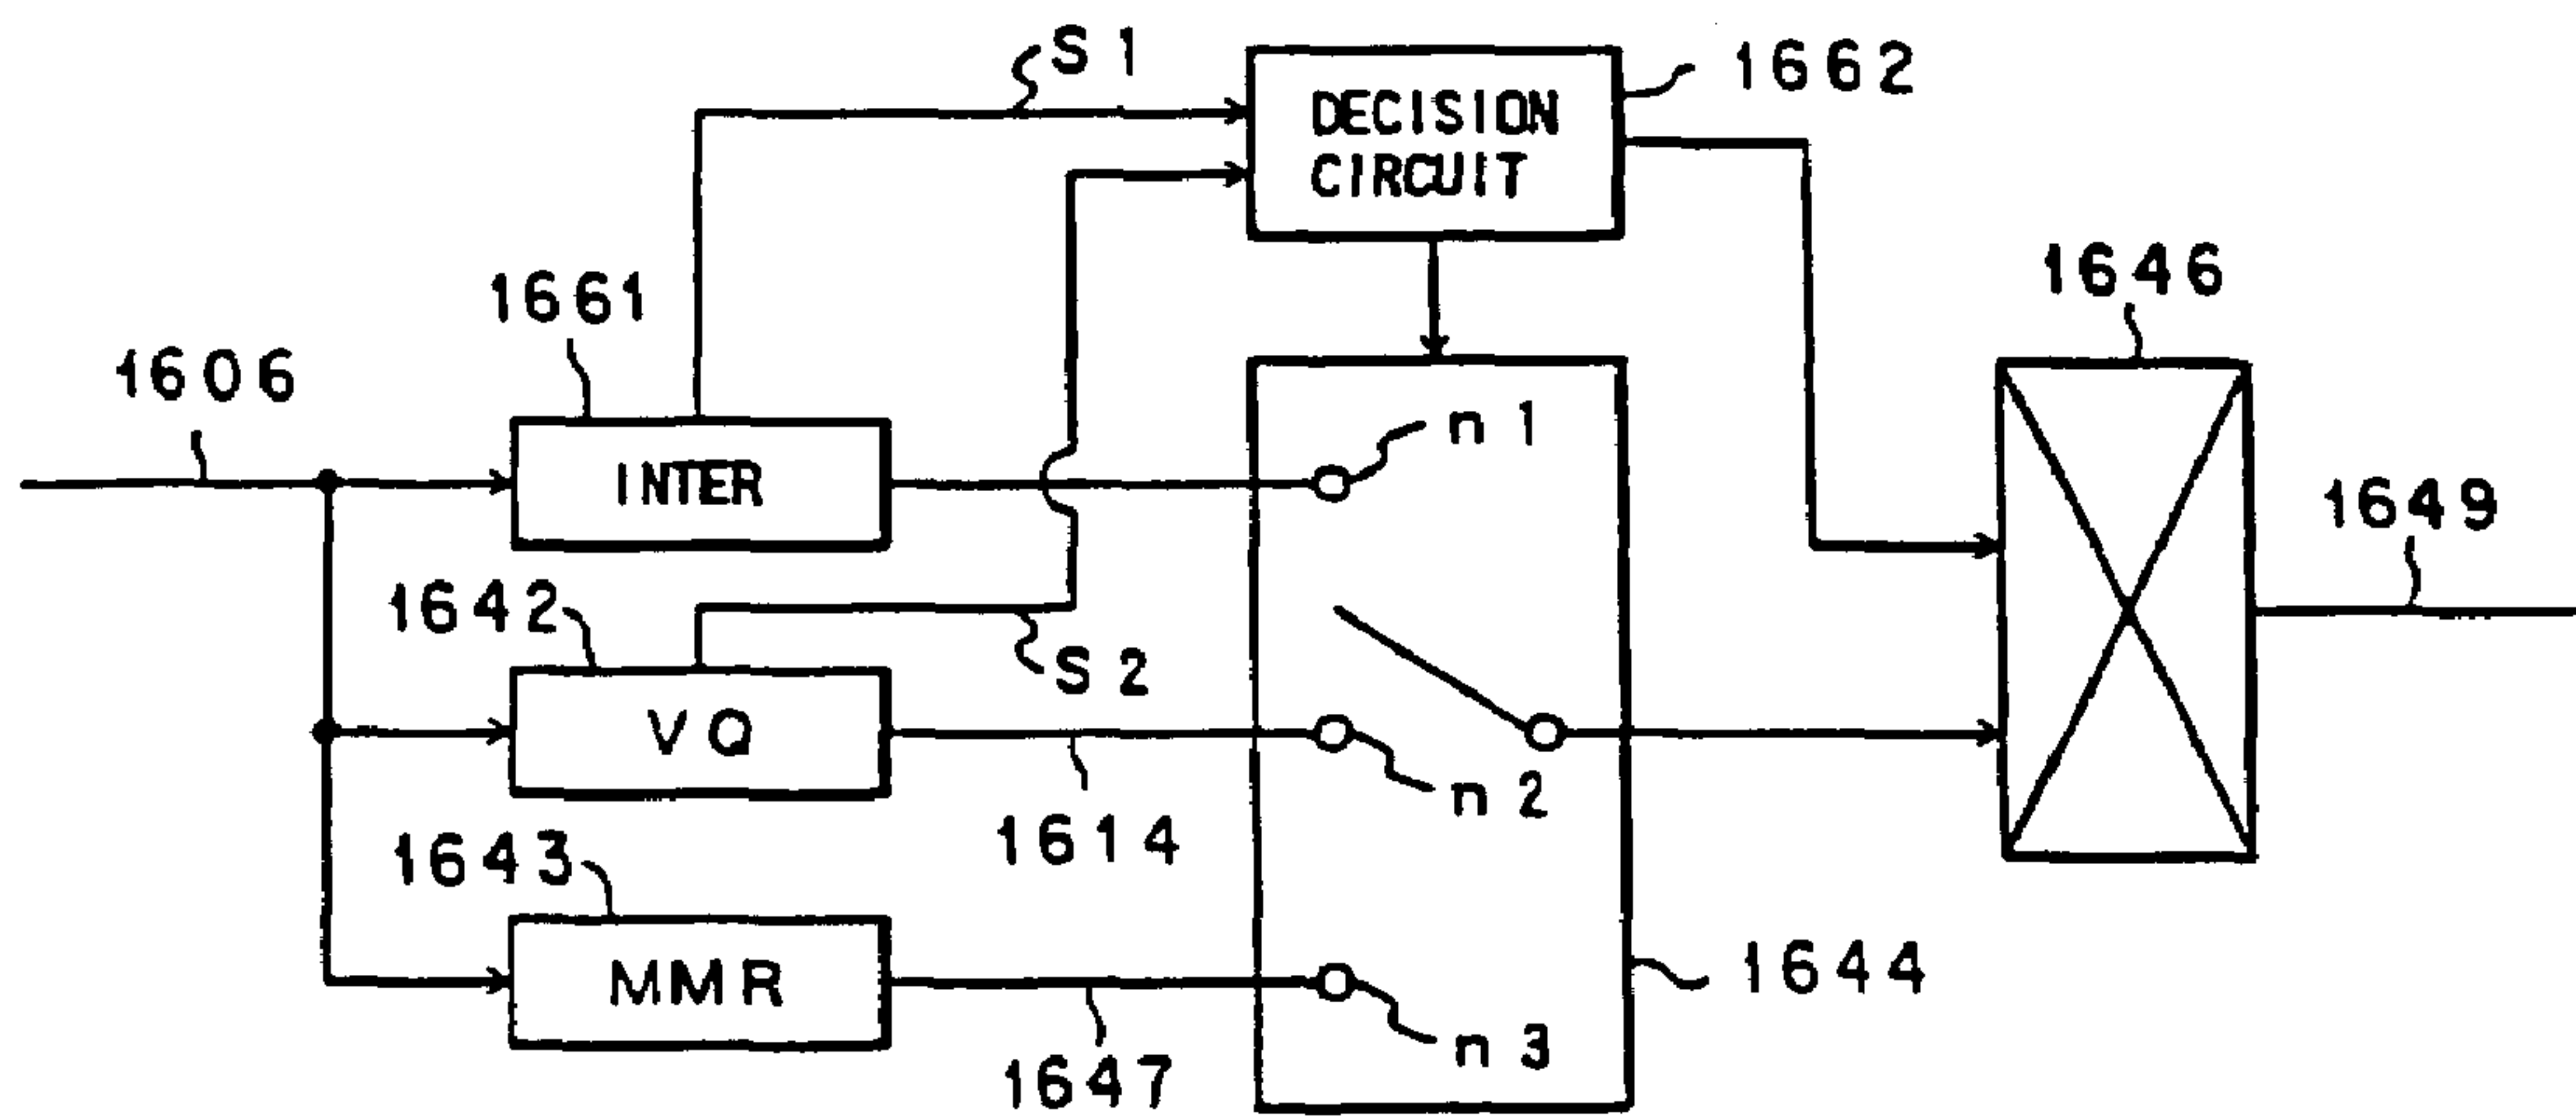 S1
1662
DECISION
CIRCUIT
1661
1646
1606
n1
INTER
1649
1642
S2
VQ
n2
1614
1643
1644
MMR
n3
1647